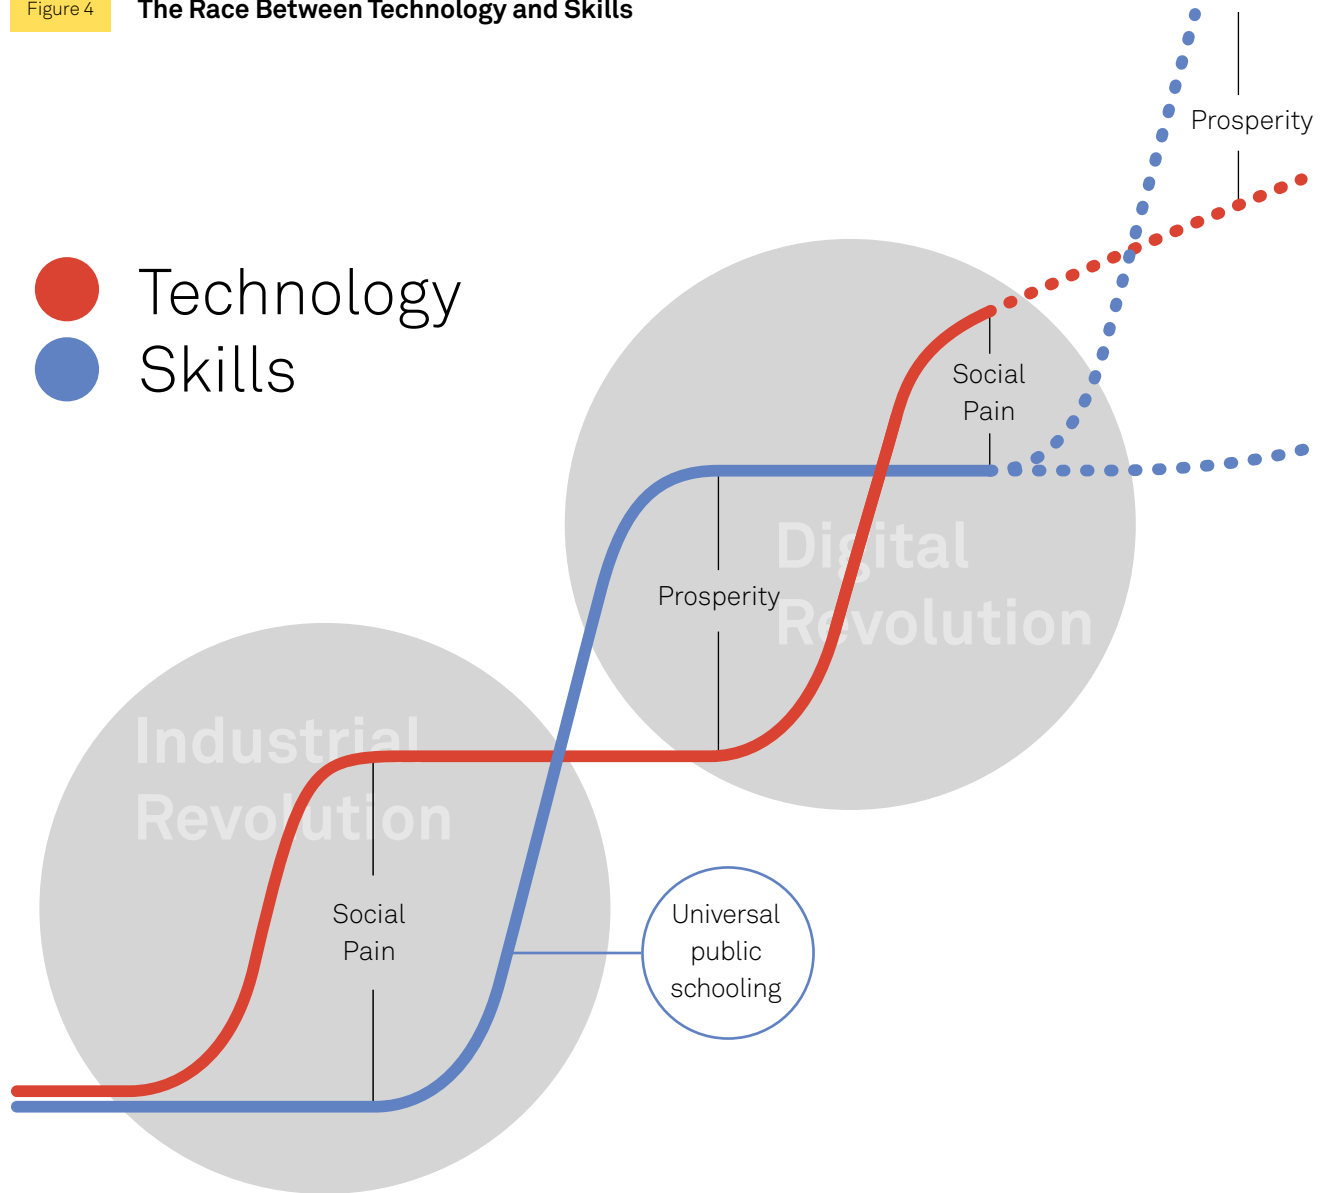 Figure 4
The Race Between Technology and Skills
Prosperity
Technology
Skills
Social
Pain
Digital
Revolution
Prosperity
Industrial
Revolution
Social
Pain
Universal
public
schooling